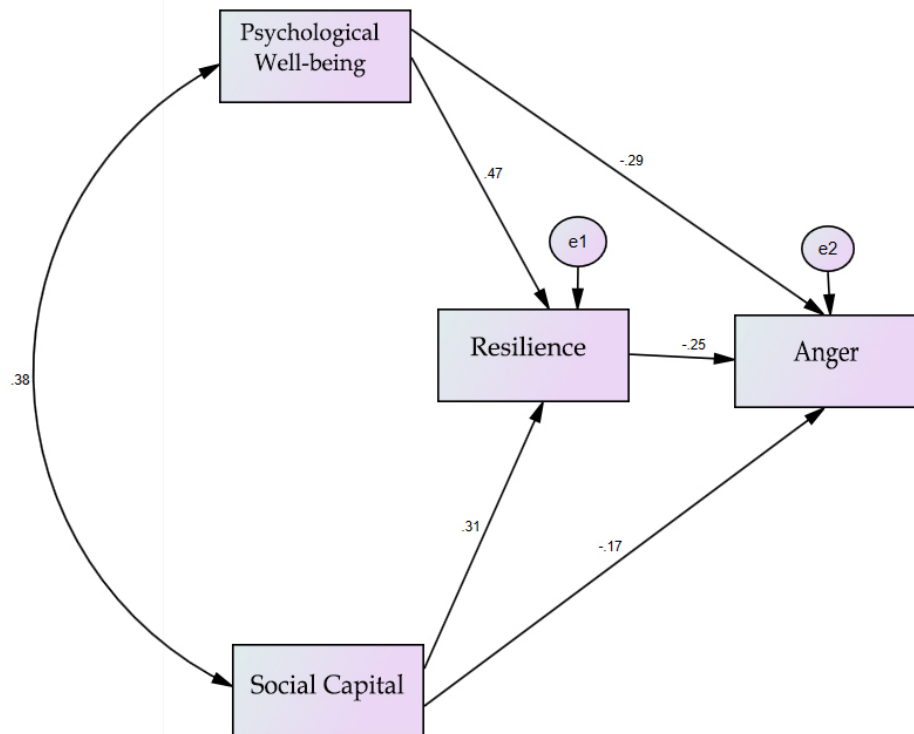 Psychological
Well-being
-.29
.47
e1
e2
Resilience
-.25
Anger
.38
.31
-.17
Social Capital